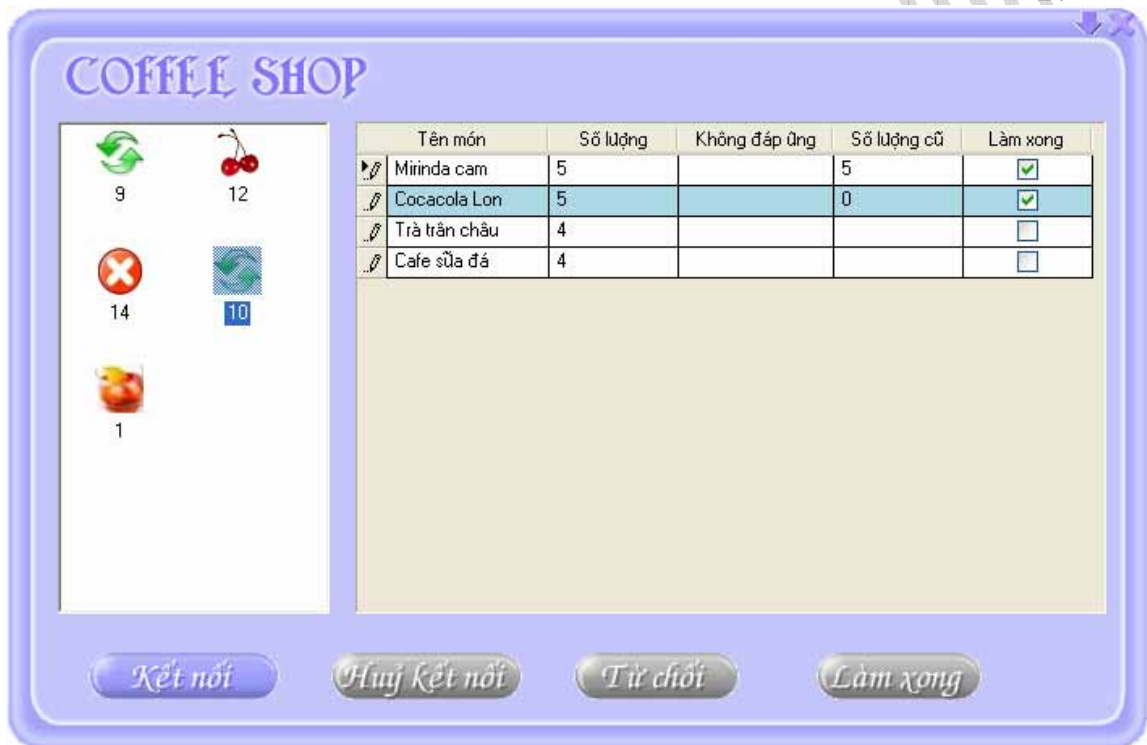 COFFEE SHOP
9 12
14 10
1
Tên món Số lượng Không đáp ứng Số lượng cũ Làm xong
Mirinda cam 5 5
Cocacola Lon 5 0
Trà trân châu 4
Cafe sữa đá 4
Kết nối Huỷ kết nối Từ chối Làm xong